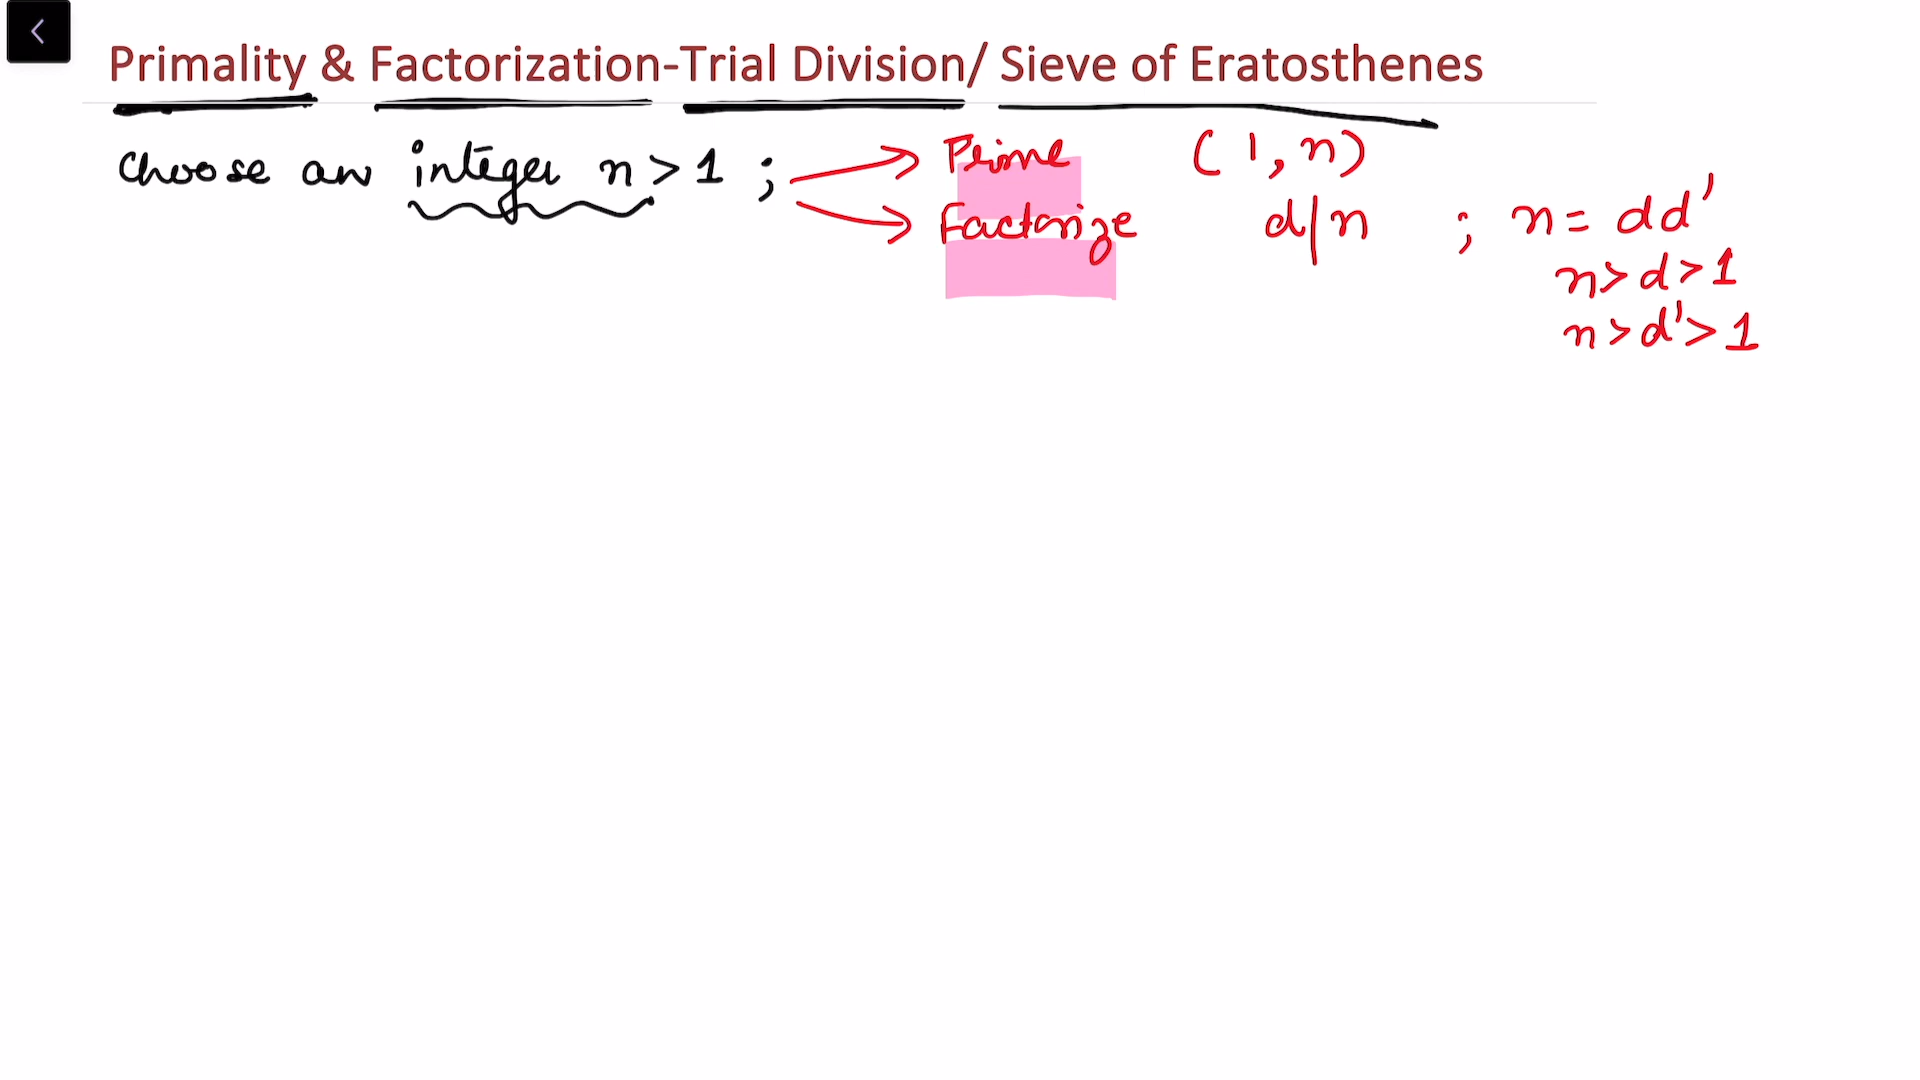 Primality & Factorization-Trial Division/ Sieve of Eratosthenes
Choose an integer n > 1 ; Prime (1, n)
Factorize d|n ; n = dd'
n > d > 1
n > d' > 1